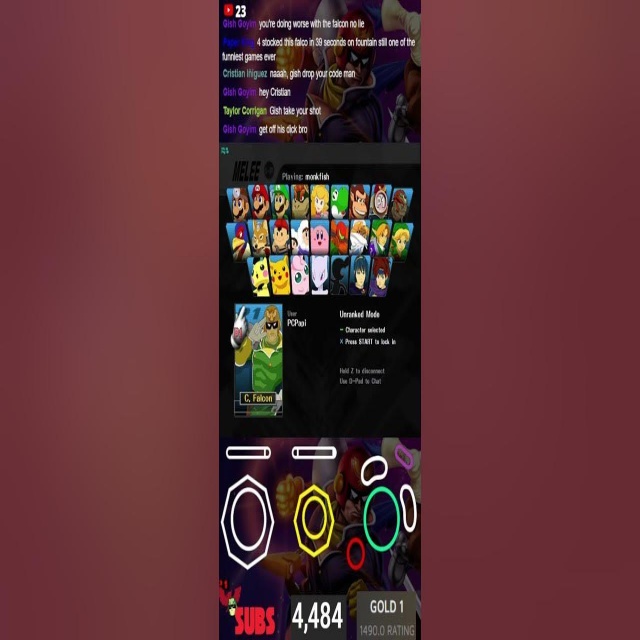 23
Gish Goyim you're doing worse with the falcon no lie
4 stocked this falco in 39 seconds on fountain still one of the
funniest games ever
Cristian Iñiguez naaah, gish drop your code man
Gish Goyim hey Cristian
Taylor Corrigan Gish take your shot
Gish Goyim get off his dick bro
MELEE
Playing: monkfish
User
PCPapi
Unranked Mode
- Character selected
× Press START to lock in
Hold Z to disconnect
Use D-Pad to Chat
C. Falcon
SUBS
4,484
GOLD 1
1490.0 RATING